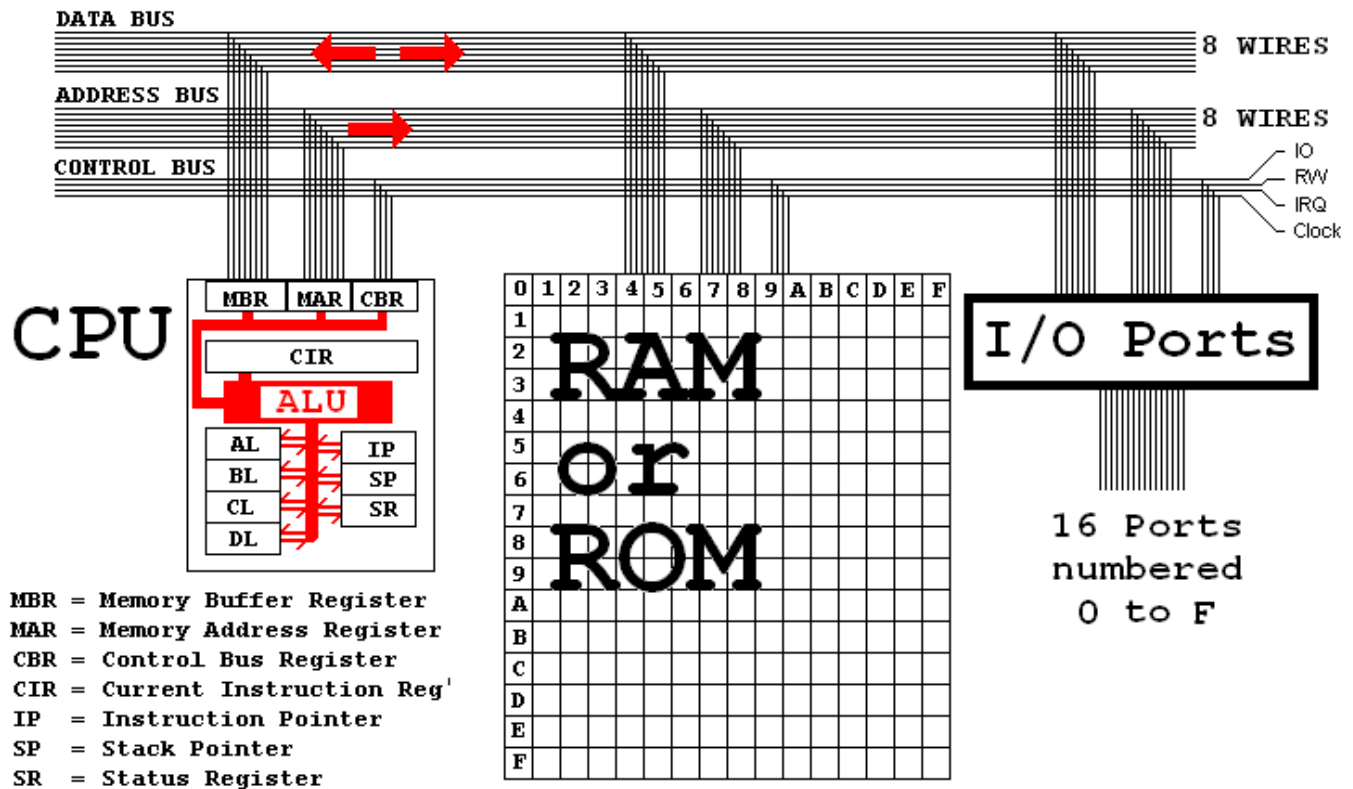 DATA BUS
8 WIRES
ADDRESS BUS
8 WIRES
CONTROL BUS
IO
RW
IRQ
Clock
CPU
MBR MAR CBR
CIR
ALU
AL IP
BL SP
CL SR
DL
0 1 2 3 4 5 6 7 8 9 A B C D E F
1
2
3
4
5
6
7
8
9
A
B
C
D
E
F
RAM
or
ROM
I/O Ports
16 Ports
numbered
0 to F
MBR = Memory Buffer Register
MAR = Memory Address Register
CBR = Control Bus Register
CIR = Current Instruction Reg'
IP = Instruction Pointer
SP = Stack Pointer
SR = Status Register